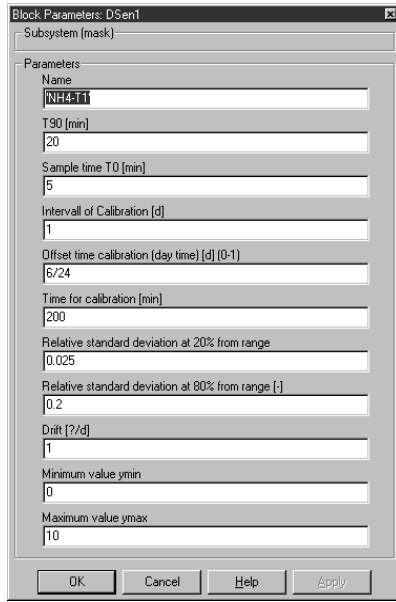 Block Parameters: DSen1
Subsystem (mask)
Parameters
Name
'NH4-T1'
T90 [min]
20
Sample time T0 [min]
5
Intervall of Calibration [d]
1
Offset time calibration (day time) [d] (0-1)
6/24
Time for calibration [min]
200
Relative standard deviation at 20% from range
0.025
Relative standard deviation at 80% from range [-]
0.2
Drift [?/d]
1
Minimum value ymin
0
Maximum value ymax
10
OK Cancel Help Apply